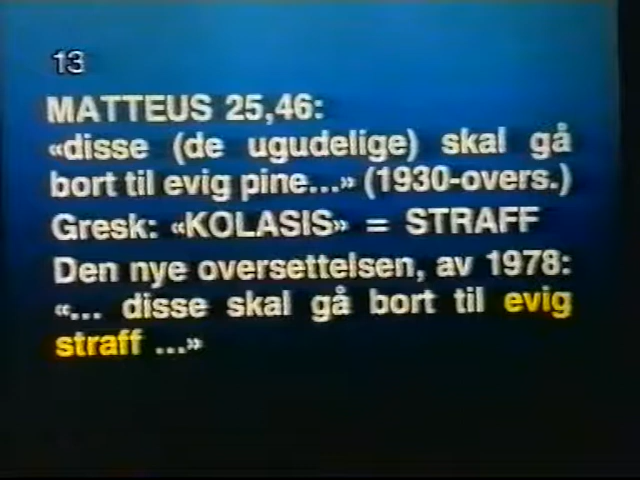 13
MATTEUS 25,46:
«disse (de ugudelige) skal gå
bort til evig pine...» (1930-overs.)
Gresk: «KOLASIS» = STRAFF
Den nye oversettelsen, av 1978:
«... disse skal gå bort til evig
straff ...»